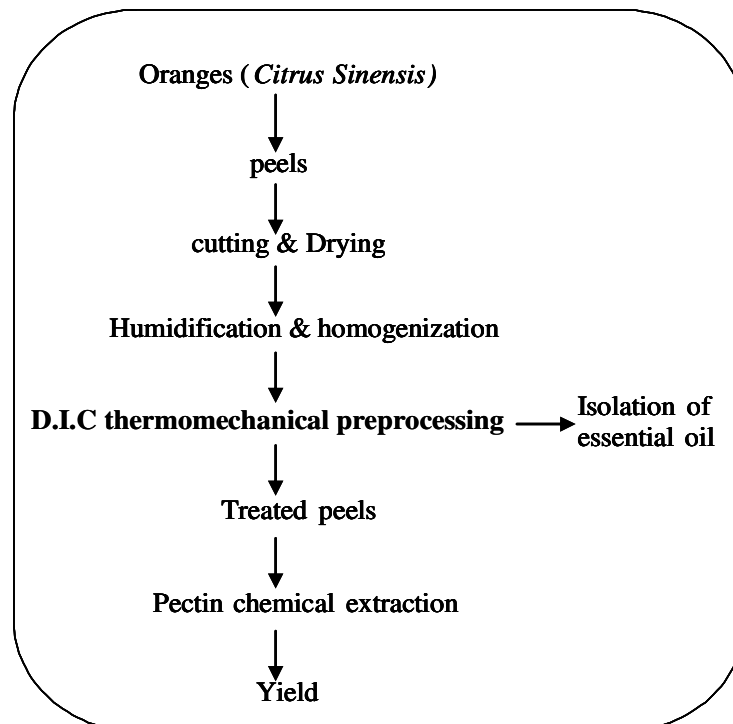 Oranges (Citrus Sinensis)
peels
cutting & Drying
Humidification & homogenization
D.I.C thermomechanical preprocessing
Isolation of
essential oil
Treated peels
Pectin chemical extraction
Yield